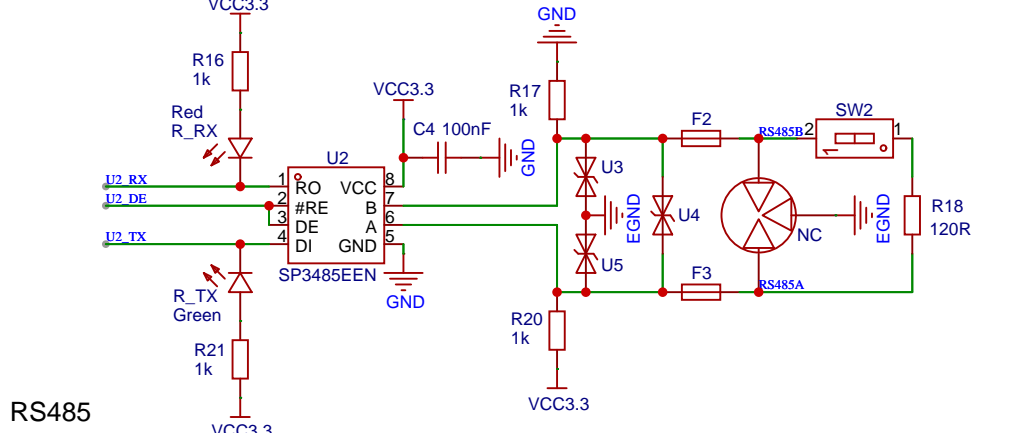 VCC3.3
GND
R16
1k
R17
1k
VCC3.3
Red
R_RX
C4 100nF
GND
F2
RS485B
2
SW2
1
U2
U2_RX
1
RO
VCC
8
U2_DE
2
#RE
B
7
3
DE
A
6
U2_TX
4
DI
GND
5
SP3485EEN
GND
U3
EGND
U4
U5
NC
EGND
R18
120R
R_TX
Green
F3
RS485A
R21
1k
R20
1k
VCC3.3
RS485
VCC3.3